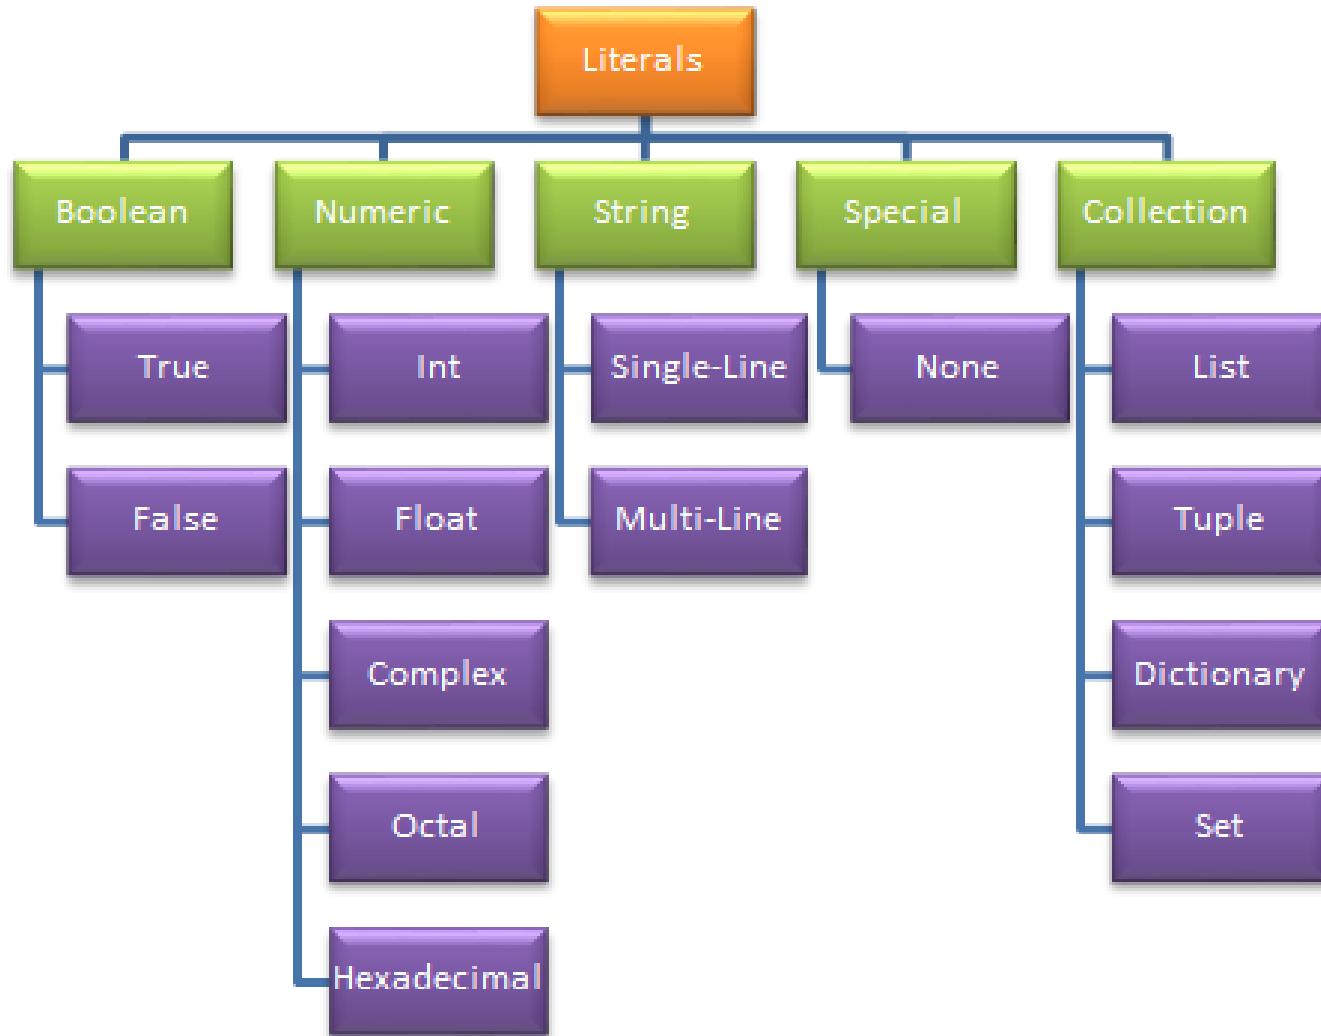 Literals
Boolean
Numeric
String
Special
Collection
True
Int
Single-Line
None
List
False
Float
Multi-Line
Tuple
Complex
Dictionary
Octal
Set
Hexadecimal